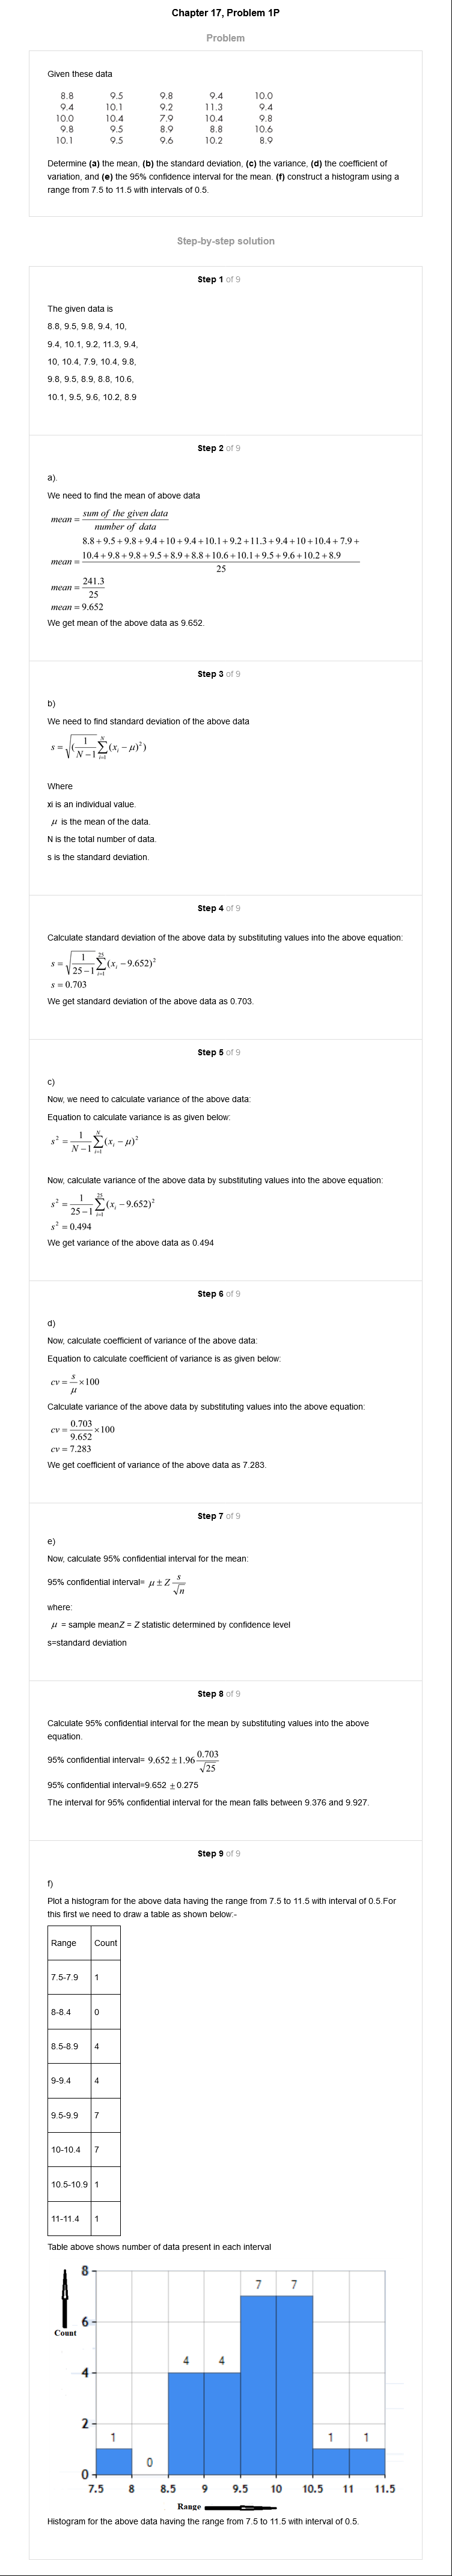 Chapter 17, Problem 1P
Problem
Given these data
8.8 9.5 9.8 9.4 10.0
9.4 10.1 9.2 11.3 9.4
10.0 10.4 7.9 10.4 9.8
9.8 9.5 8.9 8.8 10.6
10.1 9.5 9.6 10.2 8.9
Determine (a) the mean, (b) the standard deviation, (c) the variance, (d) the coefficient of
variation, and (e) the 95% confidence interval for the mean. (f) construct a histogram using a
range from 7.5 to 11.5 with intervals of 0.5.
Step-by-step solution
Step 1 of 9
The given data is
8.8, 9.5, 9.8, 9.4, 10,
9.4, 10.1, 9.2, 11.3, 9.4,
10, 10.4, 7.9, 10.4, 9.8,
9.8, 9.5, 8.9, 8.8, 10.6,
10.1, 9.5, 9.6, 10.2, 8.9
Step 2 of 9
a).
We need to find the mean of above data
mean = sum of the given data / number of data
8.8+9.5+9.8+9.4+10+9.4+10.1+9.2+11.3+9.4+10+10.4+7.9+
mean = 10.4+9.8+9.8+9.5+8.9+8.8+10.6+10.1+9.5+9.6+10.2+8.9 / 25
mean = 241.3 / 25
mean = 9.652
We get mean of the above data as 9.652.
Step 3 of 9
b)
We need to find standard deviation of the above data
s = √(1/(N−1) ∑_{i=1}^{N} (x_i − μ)²)
Where
xi is an individual value.
μ is the mean of the data.
N is the total number of data.
s is the standard deviation.
Step 4 of 9
Calculate standard deviation of the above data by substituting values into the above equation:
s = √(1/(25−1)) ∑_{i=1}^{25} (x_i − 9.652)²
s = 0.703
We get standard deviation of the above data as 0.703.
Step 5 of 9
c)
Now, we need to calculate variance of the above data:
Equation to calculate variance is as given below:
s² = 1/(N−1) ∑_{i=1}^{N} (x_i − μ)²
Now, calculate variance of the above data by substituting values into the above equation:
s² = 1/(25−1) ∑_{i=1}^{25} (x_i − 9.652)²
s² = 0.494
We get variance of the above data as 0.494
Step 6 of 9
d)
Now, calculate coefficient of variance of the above data:
Equation to calculate coefficient of variance is as given below:
cv = s/μ × 100
Calculate variance of the above data by substituting values into the above equation:
cv = 0.703/9.652 × 100
cv = 7.283
We get coefficient of variance of the above data as 7.283.
Step 7 of 9
e)
Now, calculate 95% confidential interval for the mean:
95% confidential interval= μ ± Z s/√n
where:
μ = sample meanZ = Z statistic determined by confidence level
s=standard deviation
Step 8 of 9
Calculate 95% confidential interval for the mean by substituting values into the above
equation.
95% confidential interval= 9.652 ± 1.96 0.703/√25
95% confidential interval=9.652 ± 0.275
The interval for 95% confidential interval for the mean falls between 9.376 and 9.927.
Step 9 of 9
f)
Plot a histogram for the above data having the range from 7.5 to 11.5 with interval of 0.5.For
this first we need to draw a table as shown below:-
Range Count
7.5-7.9 1
8-8.4 0
8.5-8.9 4
9-9.4 4
9.5-9.9 7
10-10.4 7
10.5-10.9 1
11-11.4 1
Table above shows number of data present in each interval
8
7 7
6
Count
4 4
4
2
1 1 1
0
0
7.5 8 8.5 9 9.5 10 10.5 11 11.5
Range
Histogram for the above data having the range from 7.5 to 11.5 with interval of 0.5.